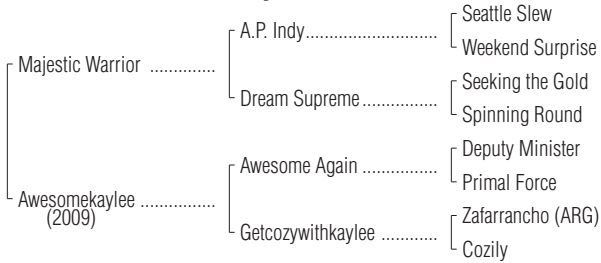 Seattle Slew
A.P. Indy..........................
Weekend Surprise
Majestic Warrior ..............
Seeking the Gold
Dream Supreme ...............
Spinning Round
Deputy Minister
Awesome Again ................
Primal Force
Awesomekaylee ................
(2009)
Zafarrancho (ARG)
Getcozywithkaylee ............
Cozily